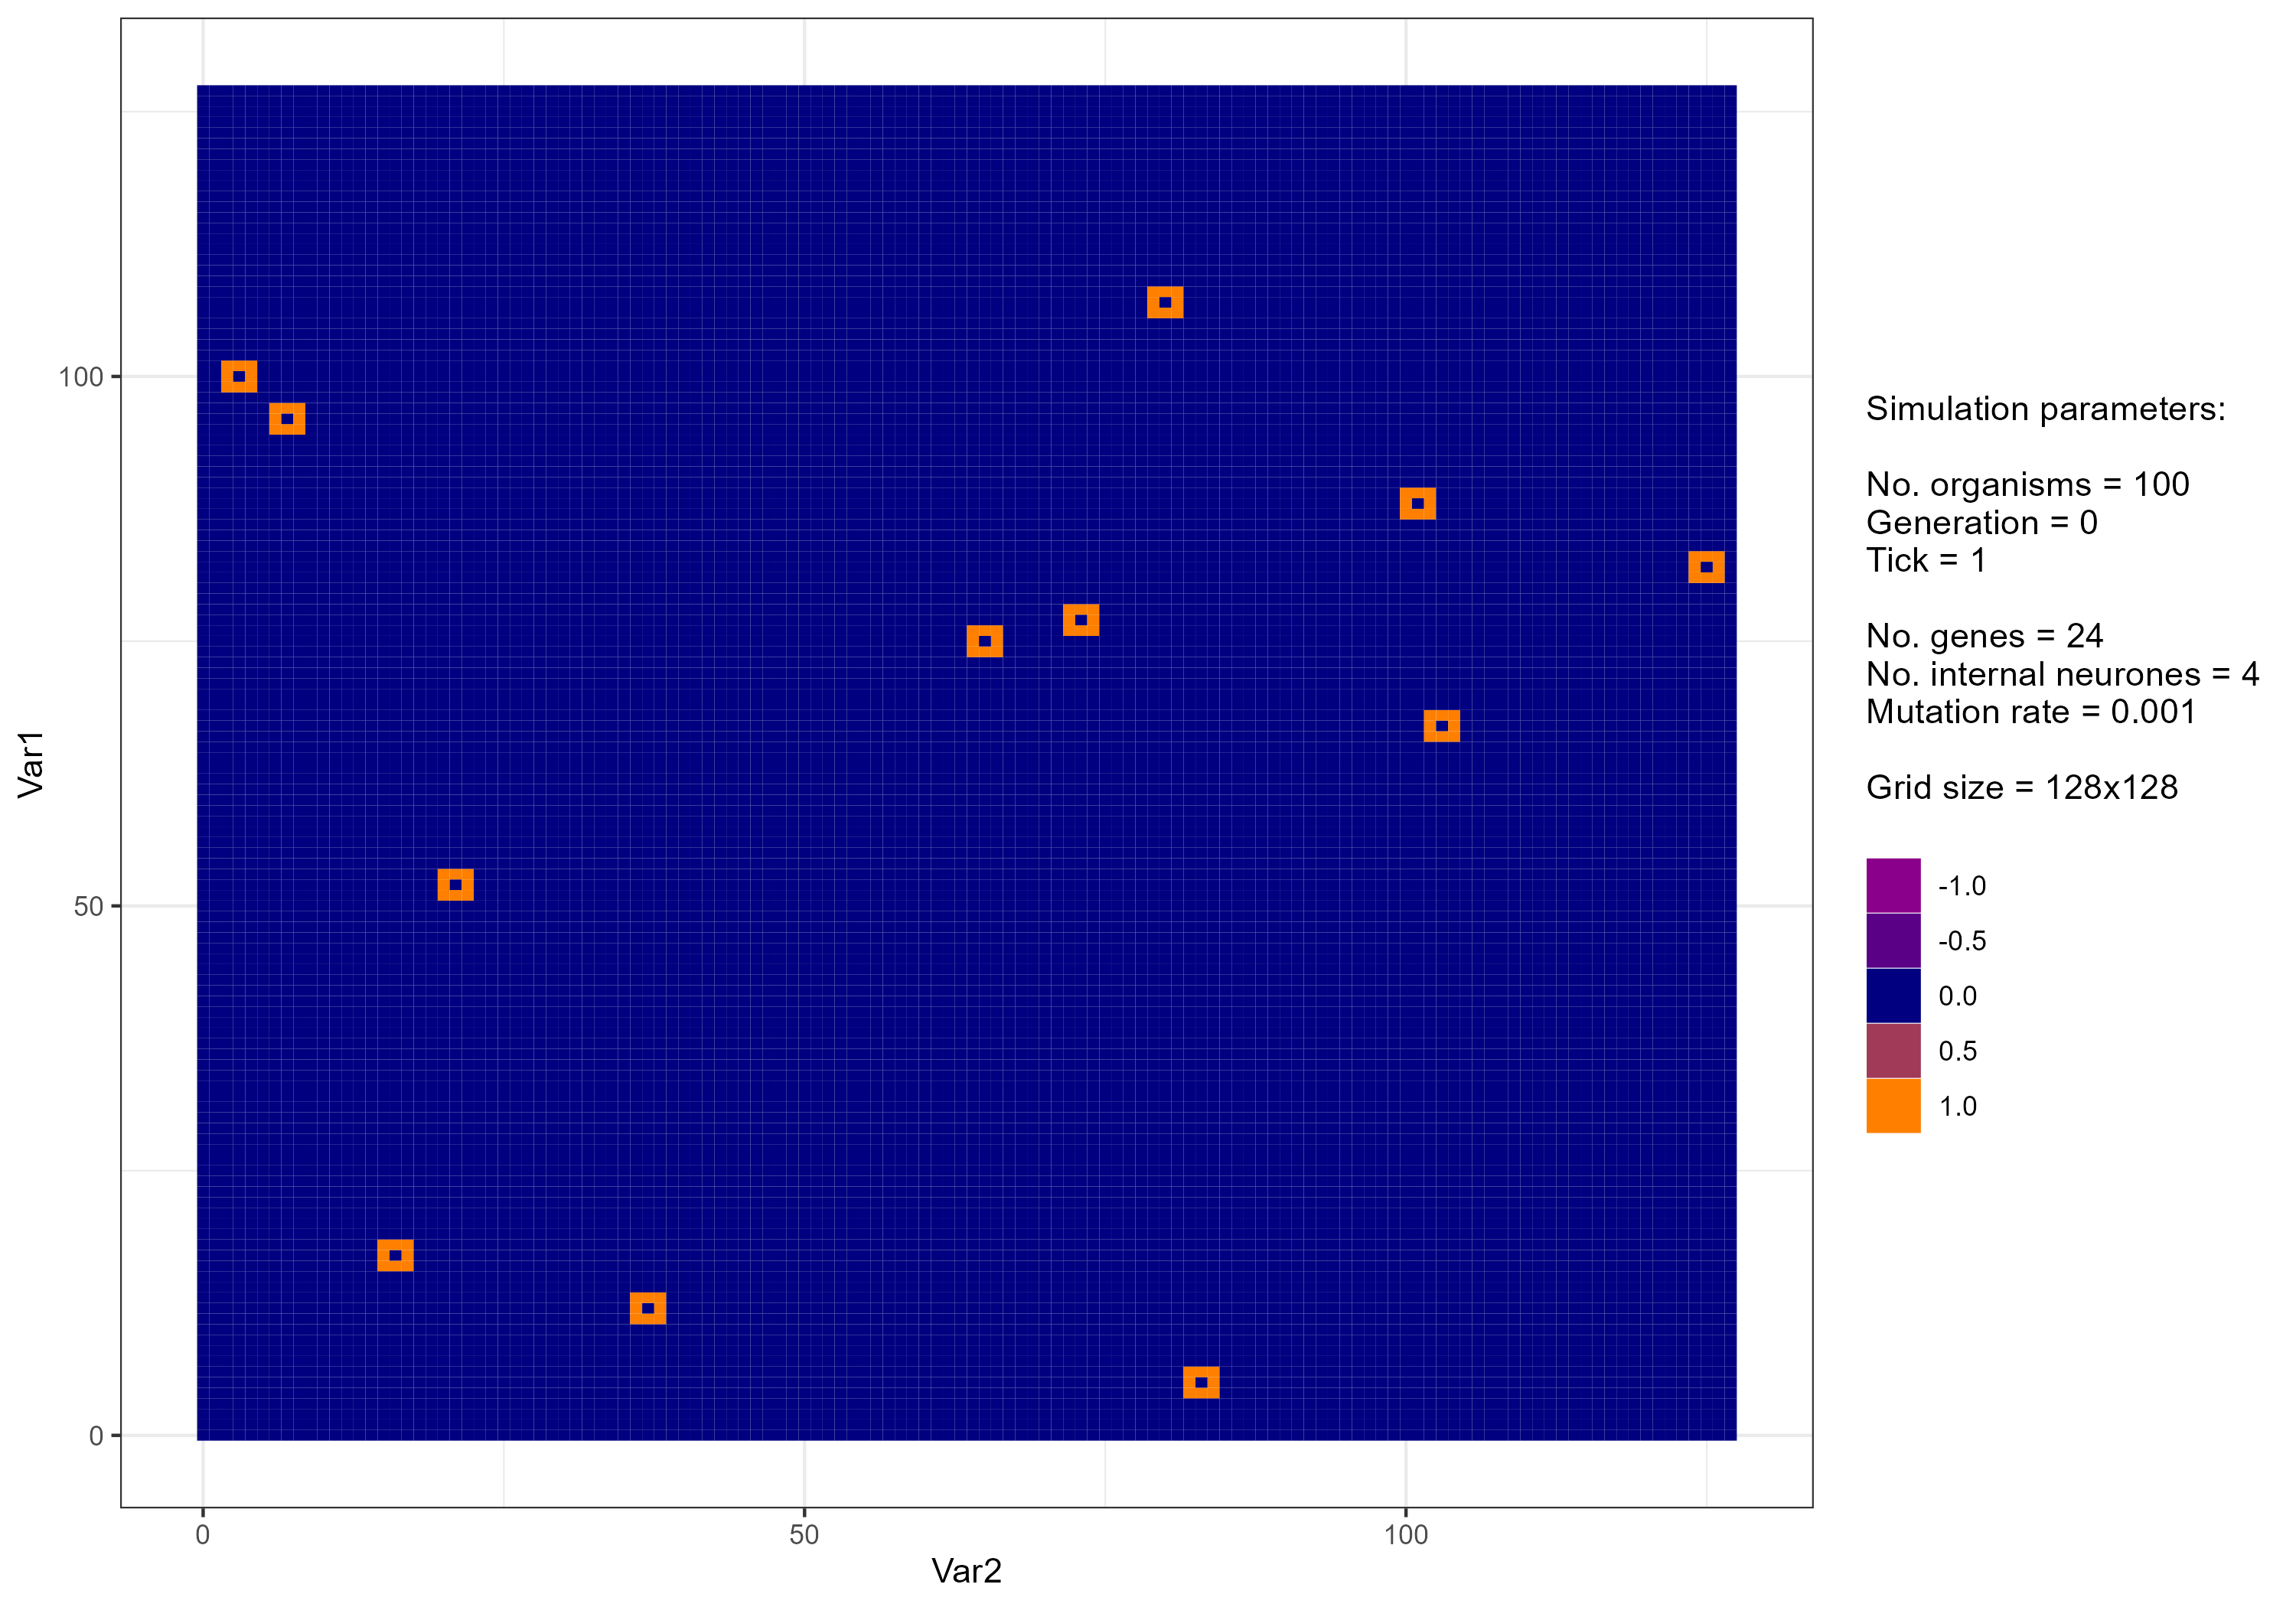 100
50
0
Var1
0
50
100
Var2
Simulation parameters:
No. organisms = 100
Generation = 0
Tick = 1
No. genes = 24
No. internal neurones = 4
Mutation rate = 0.001
Grid size = 128x128
-1.0
-0.5
0.0
0.5
1.0